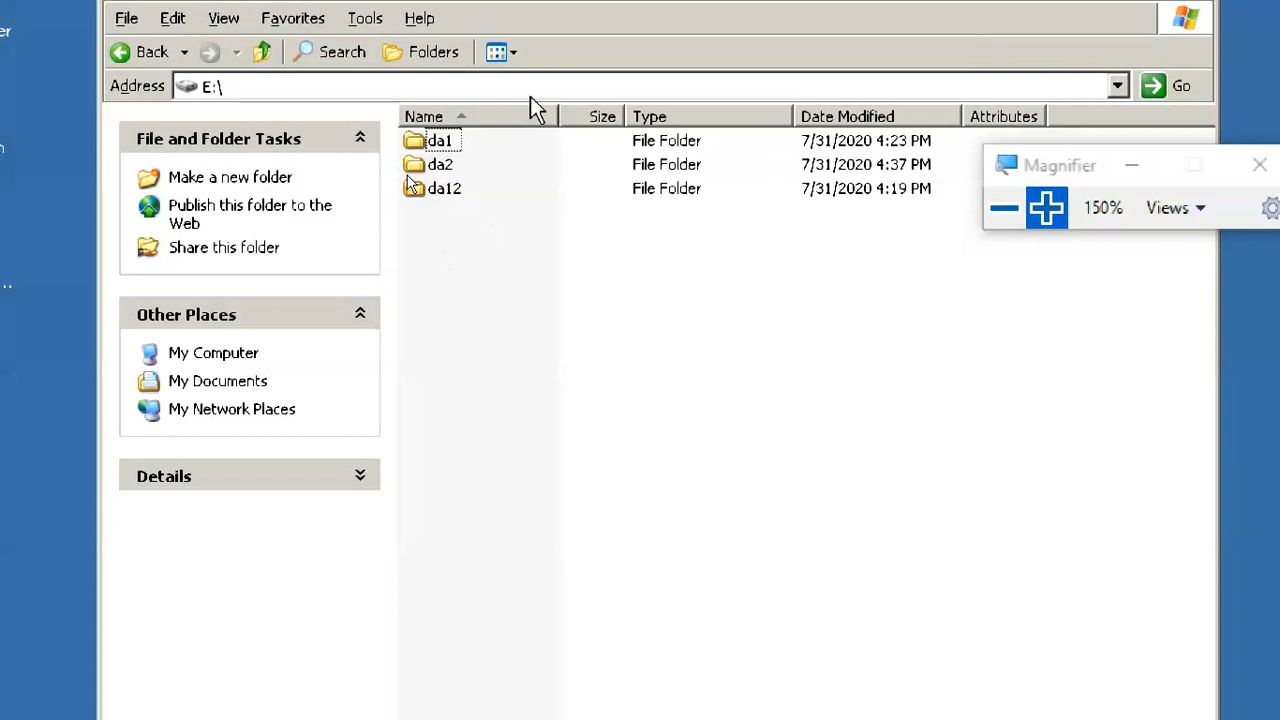 er
File Edit View Favorites Tools Help
Back Search Folders
Address E:\ Go
Name Size Type Date Modified Attributes
da1 File Folder 7/31/2020 4:23 PM
da2 File Folder 7/31/2020 4:37 PM
da12 File Folder 7/31/2020 4:19 PM
File and Folder Tasks
Make a new folder
Publish this folder to the
Web
Share this folder
Other Places
My Computer
My Documents
My Network Places
Details
Magnifier
150% Views
n
..